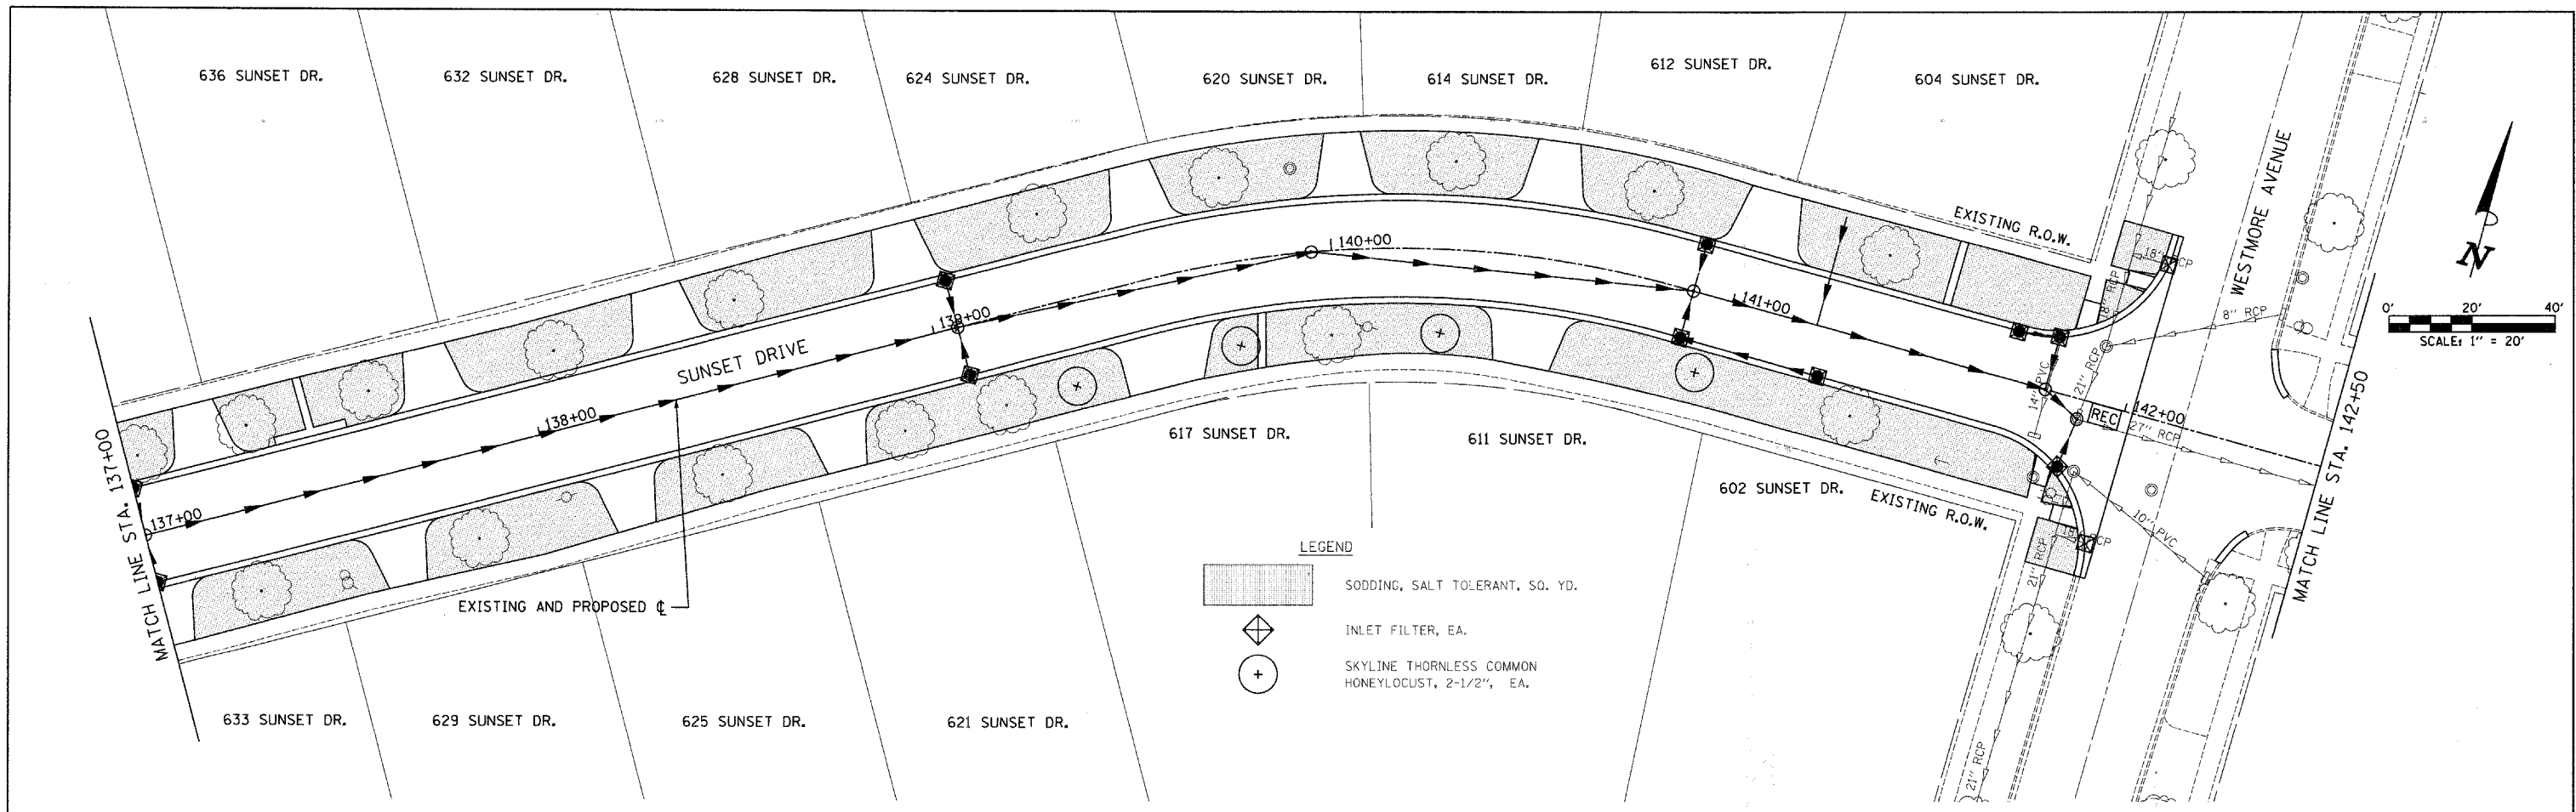 636 SUNSET DR.
632 SUNSET DR.
628 SUNSET DR.
624 SUNSET DR.
620 SUNSET DR.
614 SUNSET DR.
612 SUNSET DR.
604 SUNSET DR.
WESTMORE AVENUE
EXISTING R.O.W.
N
0' 20' 40'
SCALE: 1" = 20'
137+00
138+00
139+00
140+00
141+00
142+00
SUNSET DRIVE
18" RCP
18" RCP
8" RCP
21" RCP
14" PVC
REC
27" RCP
10" PVC
18" RCP
21" RCP
21" RCP
MATCH LINE STA. 137+00
MATCH LINE STA. 142+50
EXISTING AND PROPOSED ℄
617 SUNSET DR.
611 SUNSET DR.
602 SUNSET DR.
EXISTING R.O.W.
633 SUNSET DR.
629 SUNSET DR.
625 SUNSET DR.
621 SUNSET DR.
LEGEND
SODDING, SALT TOLERANT, SQ. YD.
INLET FILTER, EA.
SKYLINE THORNLESS COMMON
HONEYLOCUST, 2-1/2", EA.